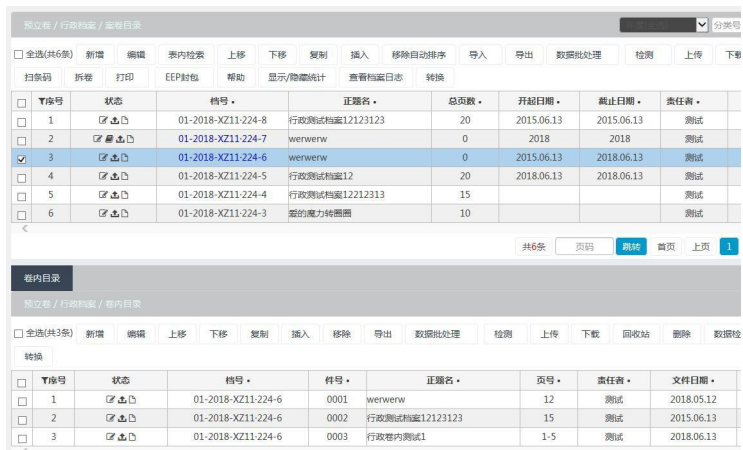 预立卷 / 行政档案 / 案卷目录
分类号
全选(共6条) 新增 编辑 表内检索 上移 下移 复制 插入 移除自动排序 导入 导出 数据批处理 检测 上传
扫条码 拆卷 打印 EEP封包 帮助 显示/隐藏统计 查看档案日志 转换
序号 状态 档号 正题名 总页数 开起日期 截止日期 责任者
1 01-2018-XZ11-224-8 行政测试档案12123123 20 2015.06.13 2015.06.13 测试
2 01-2018-XZ11-224-7 werwerw 0 2018 2018 测试
3 01-2018-XZ11-224-6 werwerw 0 2015.06.13 2018.06.13 测试
4 01-2018-XZ11-224-5 行政测试档案12 20 2018.06.13 2018.06.13 测试
5 01-2018-XZ11-224-4 行政测试档案12212313 15 测试
6 01-2018-XZ11-224-3 爱的魔力转圈圈 10 测试
共6条 页码 跳转 首页 上页 1
卷内目录
预立卷 / 行政档案 / 卷内目录
全选(共3条) 新增 编辑 上移 下移 复制 插入 移除 导出 数据批处理 检测 上传 下载 回收站 删除 数据检
转换
序号 状态 档号 件号 正题名 页号 责任者 文件日期
1 01-2018-XZ11-224-6 0001 werwerw 12 测试 2018.05.12
2 01-2018-XZ11-224-6 0002 行政测试档案12123123 15 测试 2015.06.13
3 01-2018-XZ11-224-6 0003 行政卷内测试1 1-5 测试 2018.06.13